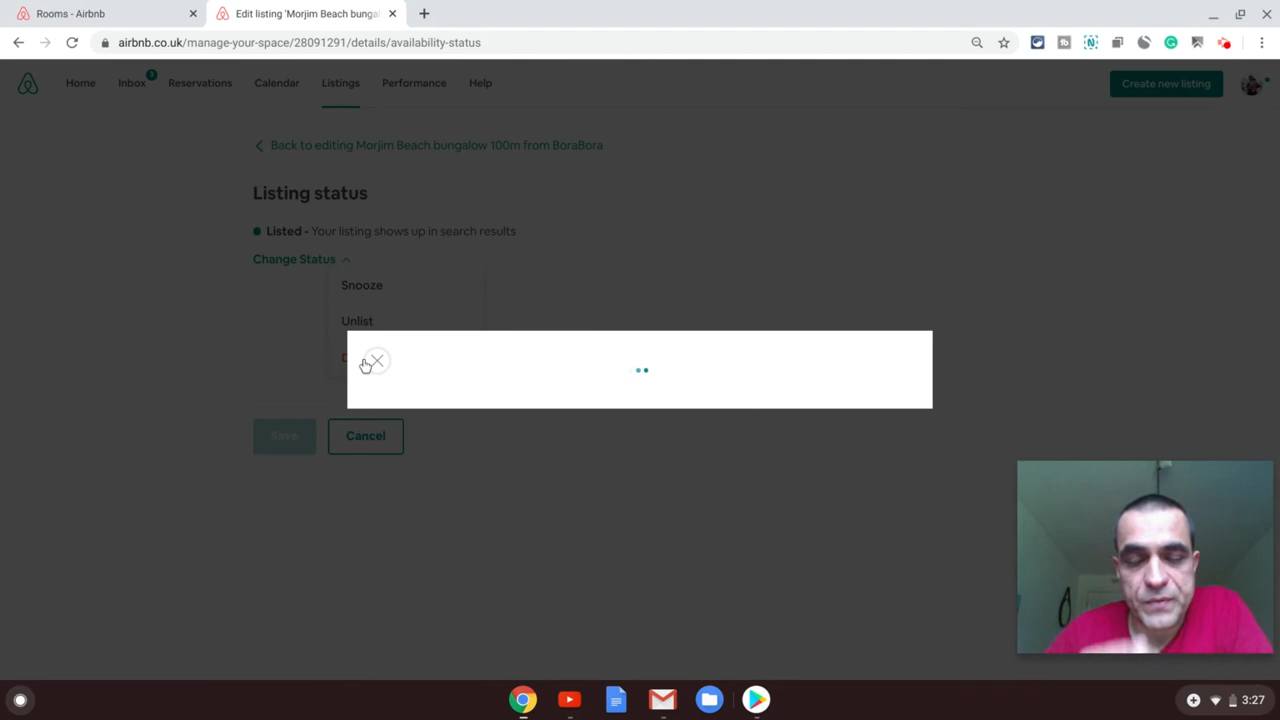 Rooms - Airbnb
Edit listing 'Morjim Beach bunga
airbnb.co.uk/manage-your-space/28091291/details/availability-status
Home
Inbox
3
Reservations
Calendar
Listings
Performance
Help
Create new listing
Back to editing Morjim Beach bungalow 100m from BoraBora
Listing status
Listed - Your listing shows up in search results
Change Status
Snooze
Unlist
Save
Cancel
3:27